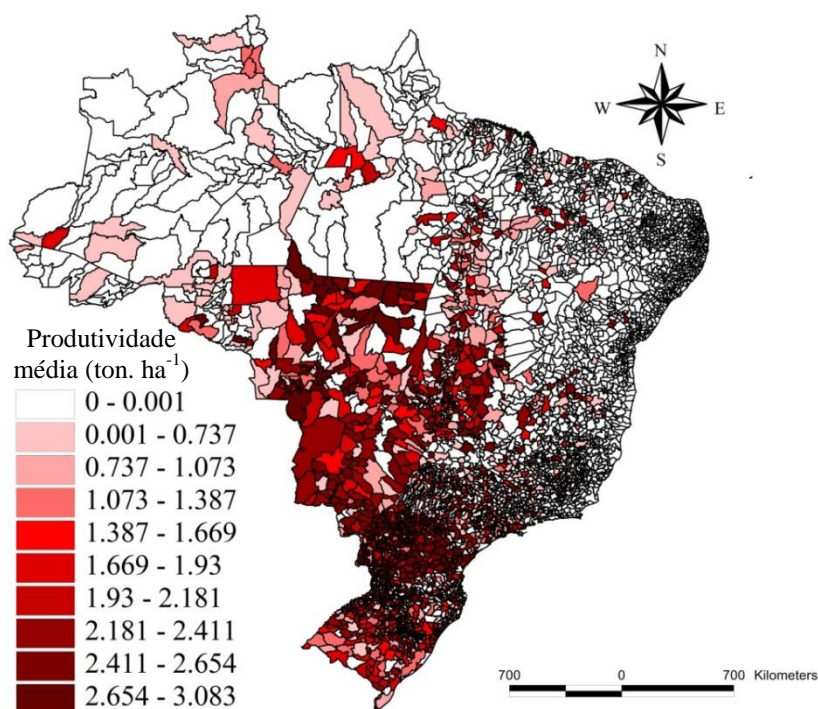 N
W E
S
Produtividade
média (ton. ha-1)
0 - 0.001
0.001 - 0.737
0.737 - 1.073
1.073 - 1.387
1.387 - 1.669
1.669 - 1.93
1.93 - 2.181
2.181 - 2.411
2.411 - 2.654
2.654 - 3.083
700 0 700 Kilometers